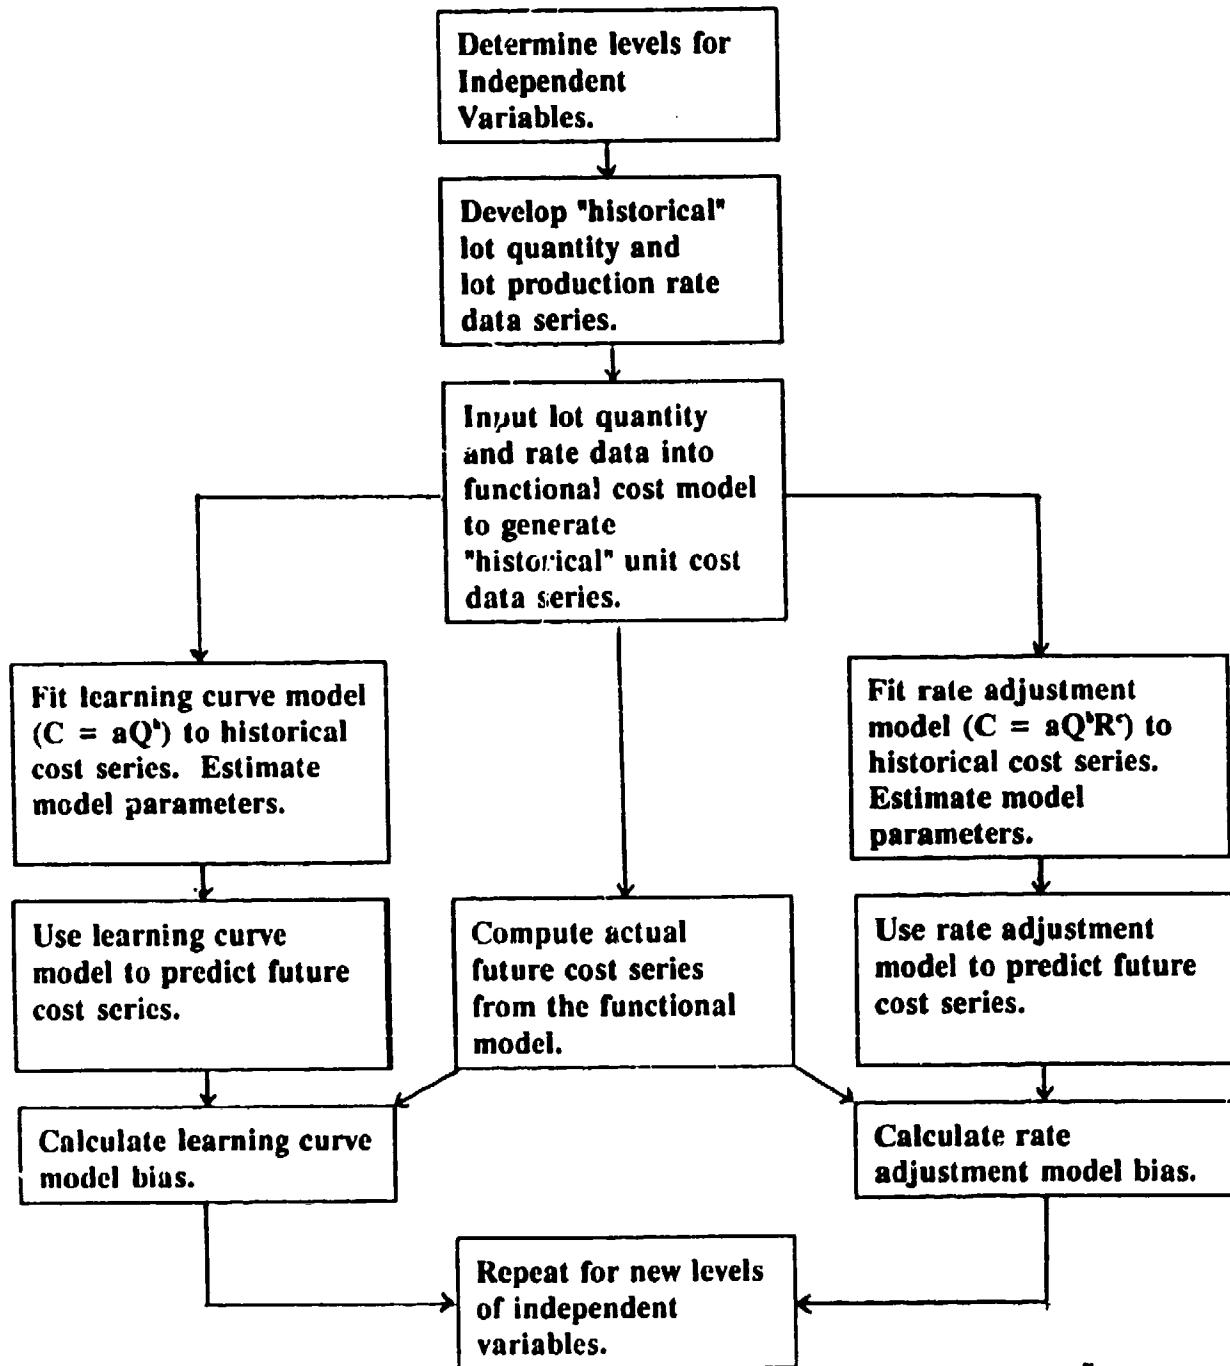 Determine levels for
Independent
Variables.
Develop "historical"
lot quantity and
lot production rate
data series.
Input lot quantity
and rate data into
functional cost model
to generate
"historical" unit cost
data series.
Fit learning curve model
(C = aQᵇ) to historical
cost series. Estimate
model parameters.
Fit rate adjustment
model (C = aQᵇRᶜ) to
historical cost series.
Estimate model
parameters.
Use learning curve
model to predict future
cost series.
Compute actual
future cost series
from the functional
model.
Use rate adjustment
model to predict future
cost series.
Calculate learning curve
model bias.
Calculate rate
adjustment model bias.
Repeat for new levels
of independent
variables.